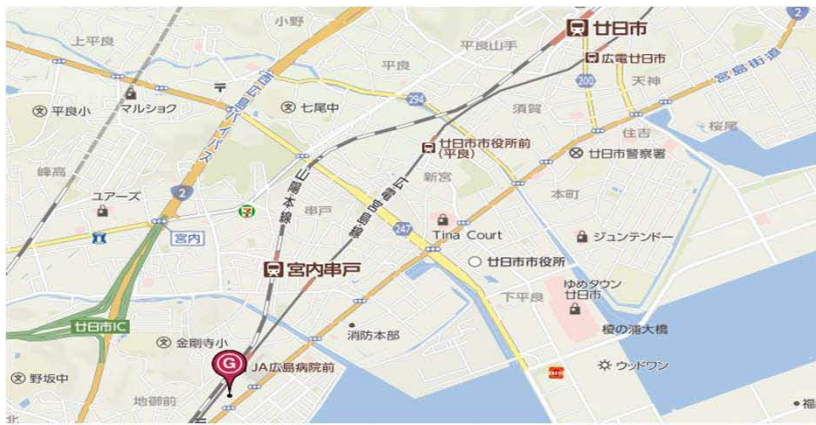 小野
2
廿日市
上平良
平良
平良山手
広電廿日市
宮島街道
マルショク
西広島バイパス
294
200
天神
平良小
七尾中
須賀
住吉
桜尾
廿日市市役所前
(平良)
廿日市警察署
峰高
山陽本線
広電宮島線
新宮
本町
ユアーズ
2
7
串戸
247
Tina Court
ジュンテンドー
宮内
宮内串戸
廿日市市役所
下平良
ゆめタウン
廿日市
廿日市IC
金剛寺小
消防本部
榎の浦大橋
G
JA広島病院前
ウッドワン
野坂中
地御前
北
福